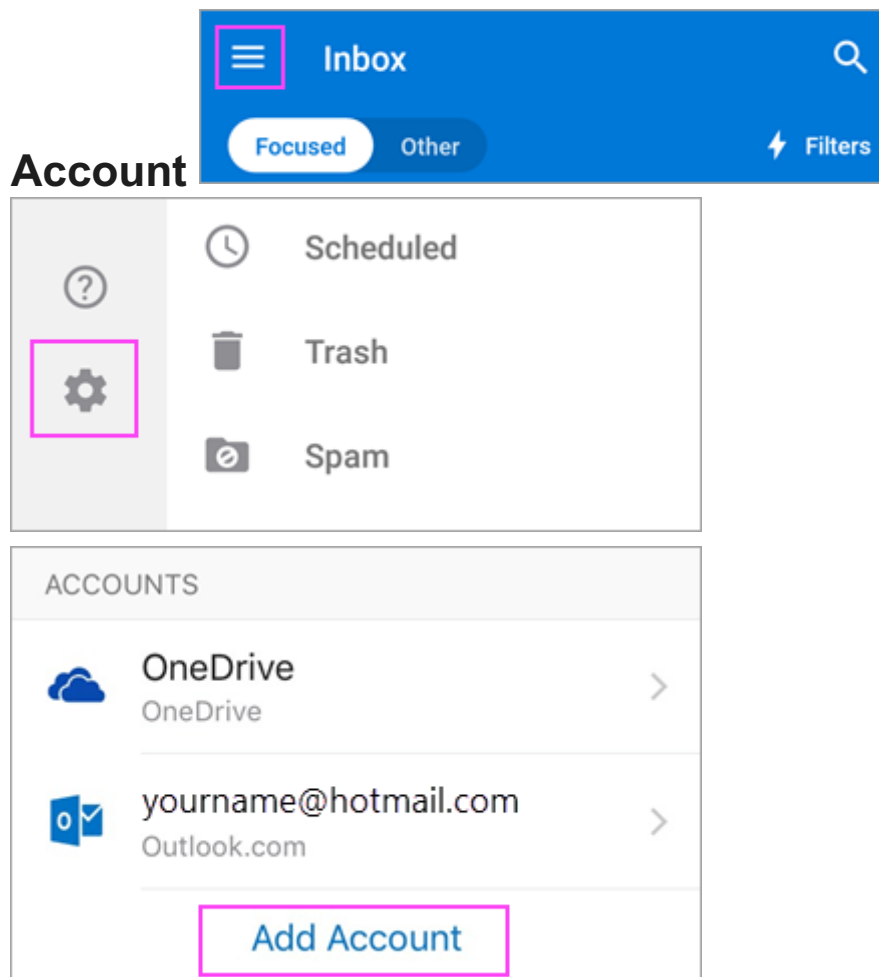 Inbox
Focused Other Filters
Account
Scheduled
Trash
Spam
ACCOUNTS
OneDrive
OneDrive
yourname@hotmail.com
Outlook.com
Add Account